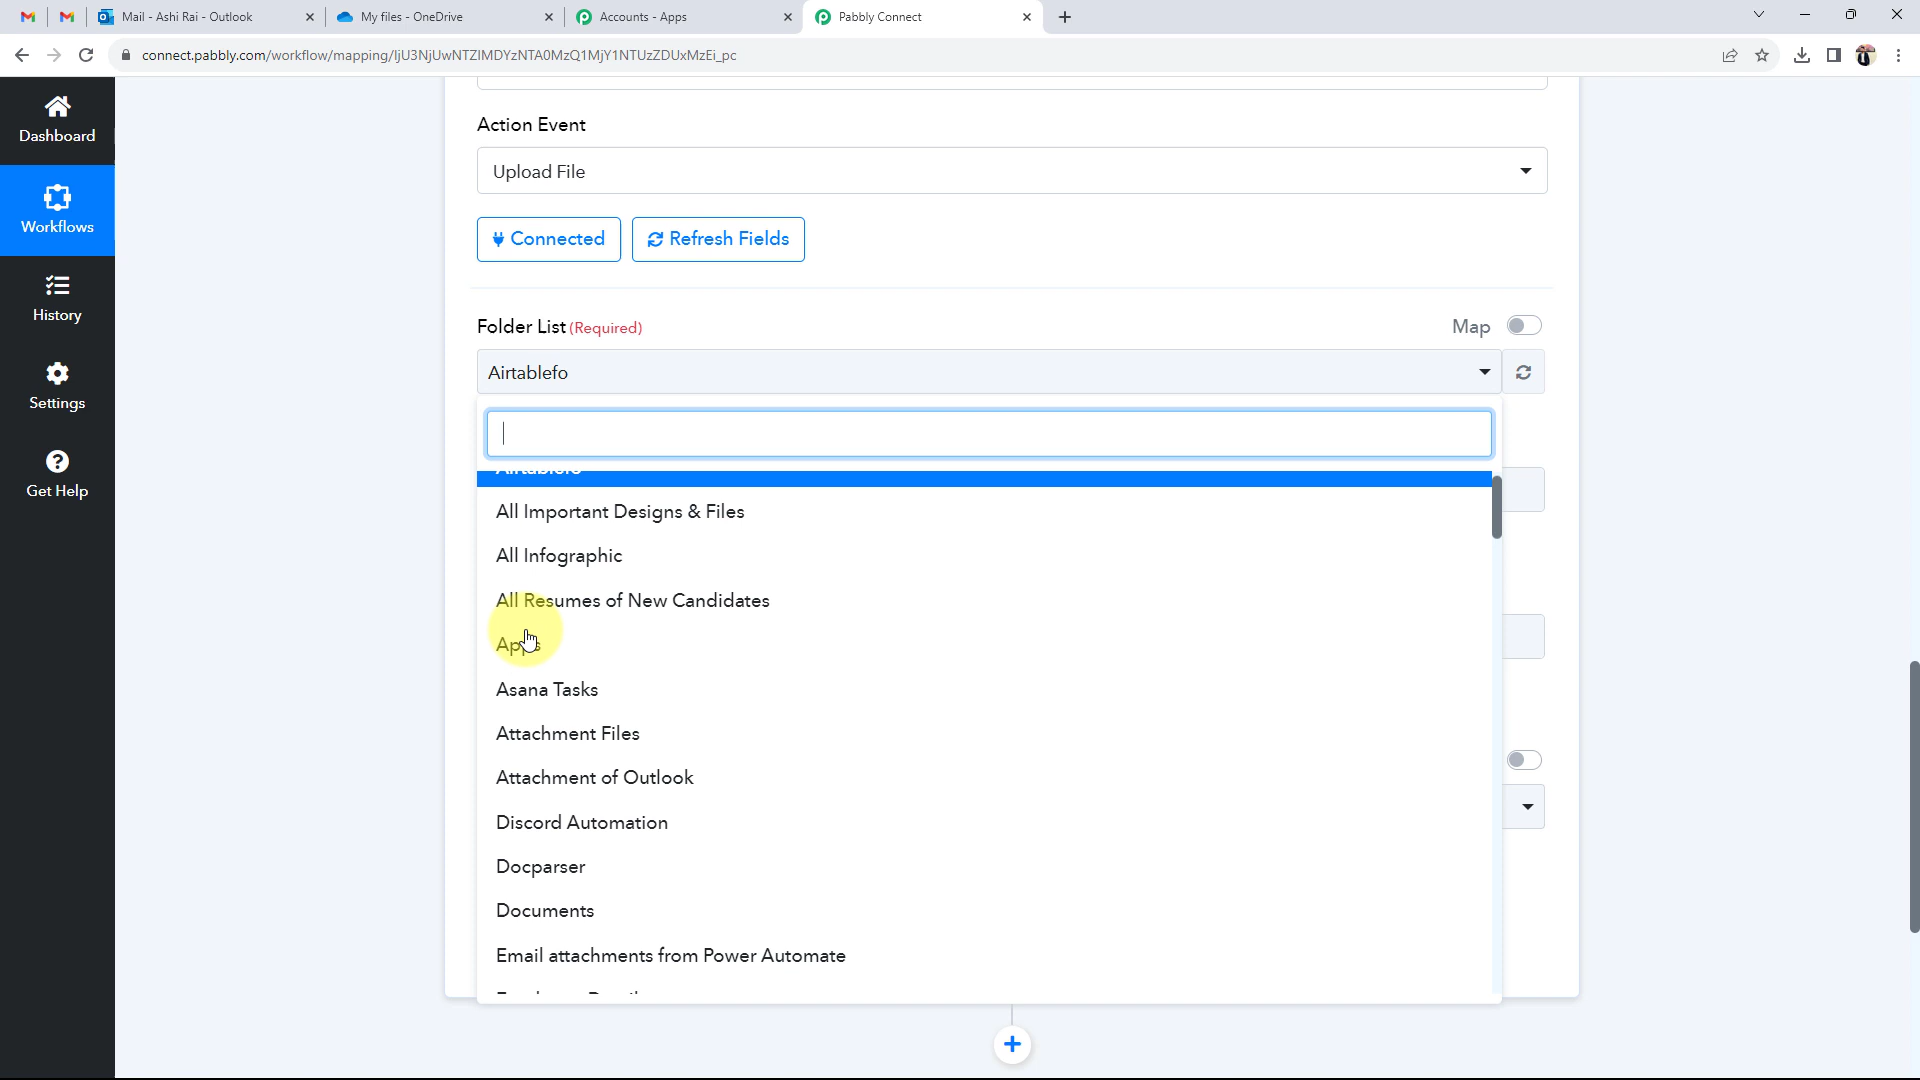 Mail - Ashi Rai - Outlook
My files - OneDrive
Accounts - Apps
Pabbly Connect
connect.pabbly.com/workflow/mapping/IjU3NjUwNTZlMDYzNTA0MzQ1MjY1NTUzZDUxMzEi_pc
Dashboard
Workflows
History
Settings
Get Help
Action Event
Upload File
Connected
Refresh Fields
Folder List (Required)
Map
Airtablefo
Airtablefo
All Important Designs & Files
All Infographic
All Resumes of New Candidates
Apps
Asana Tasks
Attachment Files
Attachment of Outlook
Discord Automation
Docparser
Documents
Email attachments from Power Automate